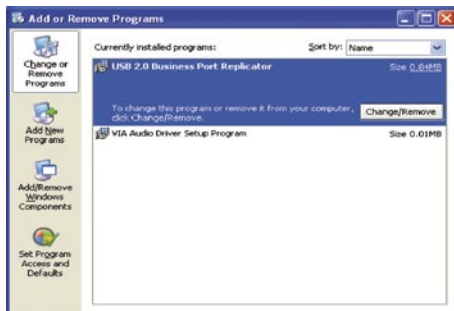 Add or Remove Programs
Change or
Remove
Programs
Currently installed programs:
Sort by: Name
USB 2.0 Business Port Replicator
Size 0.84MB
To change this program or remove it from your computer,
click Change/Remove.
Change/Remove
VIA Audio Driver Setup Program
Size 0.01MB
Add New
Programs
Add/Remove
Windows
Components
Set Program
Access and
Defaults